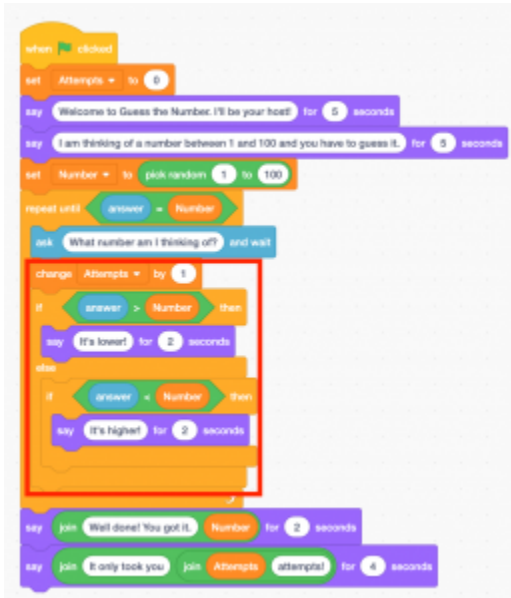 when clicked
set Attempts to 0
say Welcome to Guess the Number. I'll be your host! for 5 seconds
say I am thinking of a number between 1 and 100 and you have to guess it. for 5 seconds
set Number to pick random 1 to 100
repeat until answer = Number
ask What number am I thinking of? and wait
change Attempts by 1
if answer > Number then
say It's lower! for 2 seconds
else
if answer < Number then
say It's higher! for 2 seconds
say join Well done! You got it. Number for 2 seconds
say join It only took you join Attempts attempts! for 4 seconds